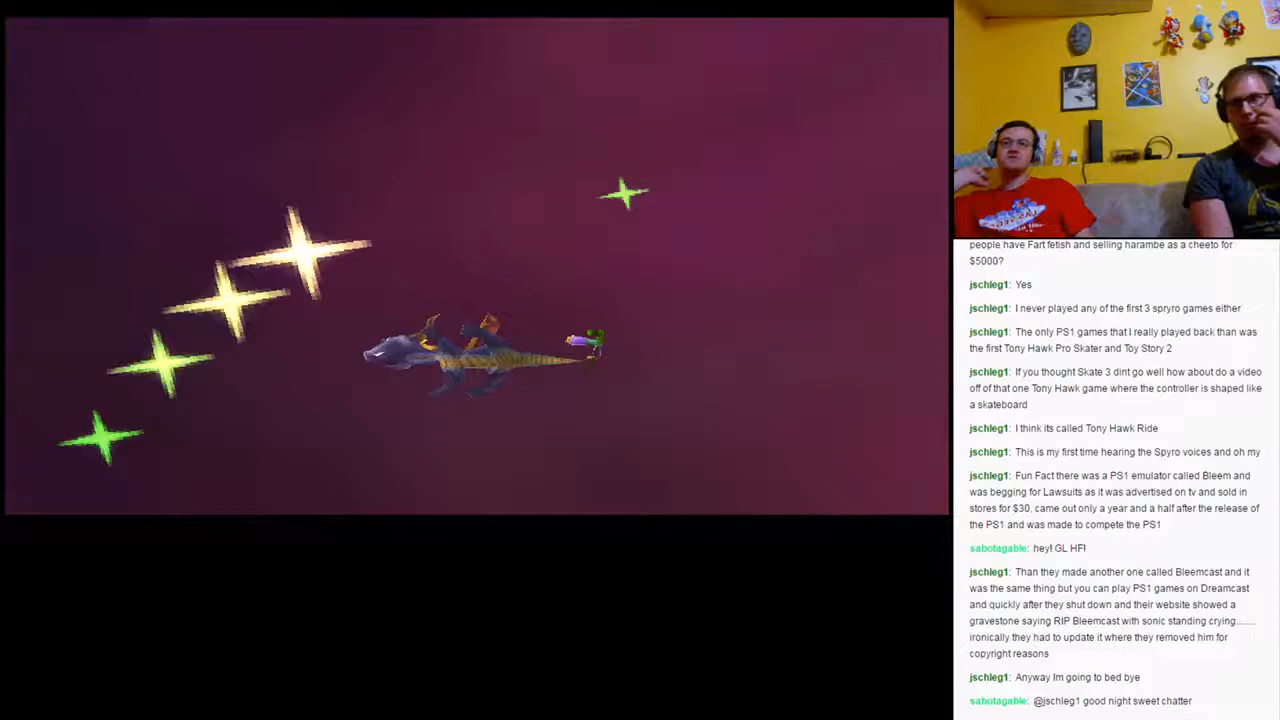 people have Fart fetish and selling harambe as a cheeto for
$5000?
jschleg1: Yes
jschleg1: I never played any of the first 3 spryro games either
jschleg1: The only PS1 games that I really played back than was
the first Tony Hawk Pro Skater and Toy Story 2
jschleg1: If you thought Skate 3 dint go well how about do a video
off of that one Tony Hawk game where the controller is shaped like
a skateboard
jschleg1: I think its called Tony Hawk Ride
jschleg1: This is my first time hearing the Spyro voices and oh my
jschleg1: Fun Fact there was a PS1 emulator called Bleem and
was begging for Lawsuits as it was advertised on tv and sold in
stores for $30, came out only a year and a half after the release of
the PS1 and was made to compete the PS1
sabotagable: hey! GL HF!
jschleg1: Than they made another one called Bleemcast and it
was the same thing but you can play PS1 games on Dreamcast
and quickly after they shut down and their website showed a
gravestone saying RIP Bleemcast with sonic standing crying........
ironically they had to update it where they removed him for
copyright reasons
jschleg1: Anyway Im going to bed bye
sabotagable: @jschleg1 good night sweet chatter